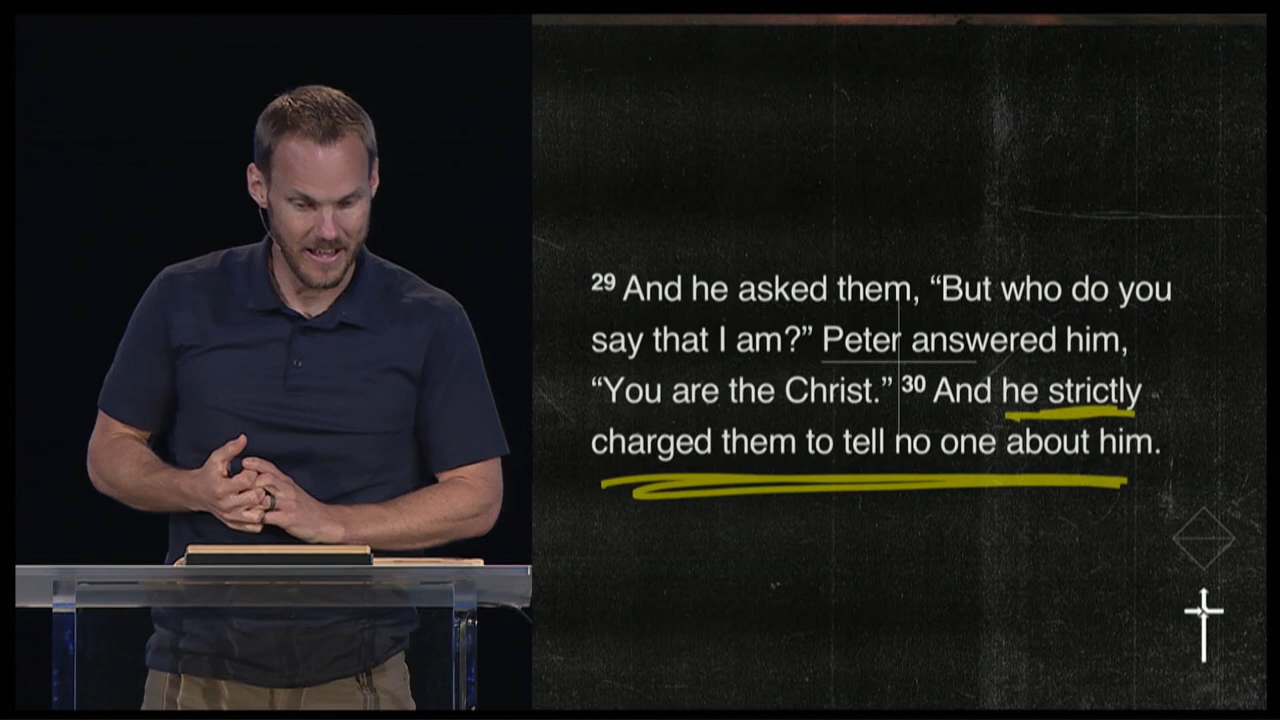 29 And he asked them, “But who do you
say that I am?” Peter answered him,
“You are the Christ.” 30 And he strictly
charged them to tell no one about him.